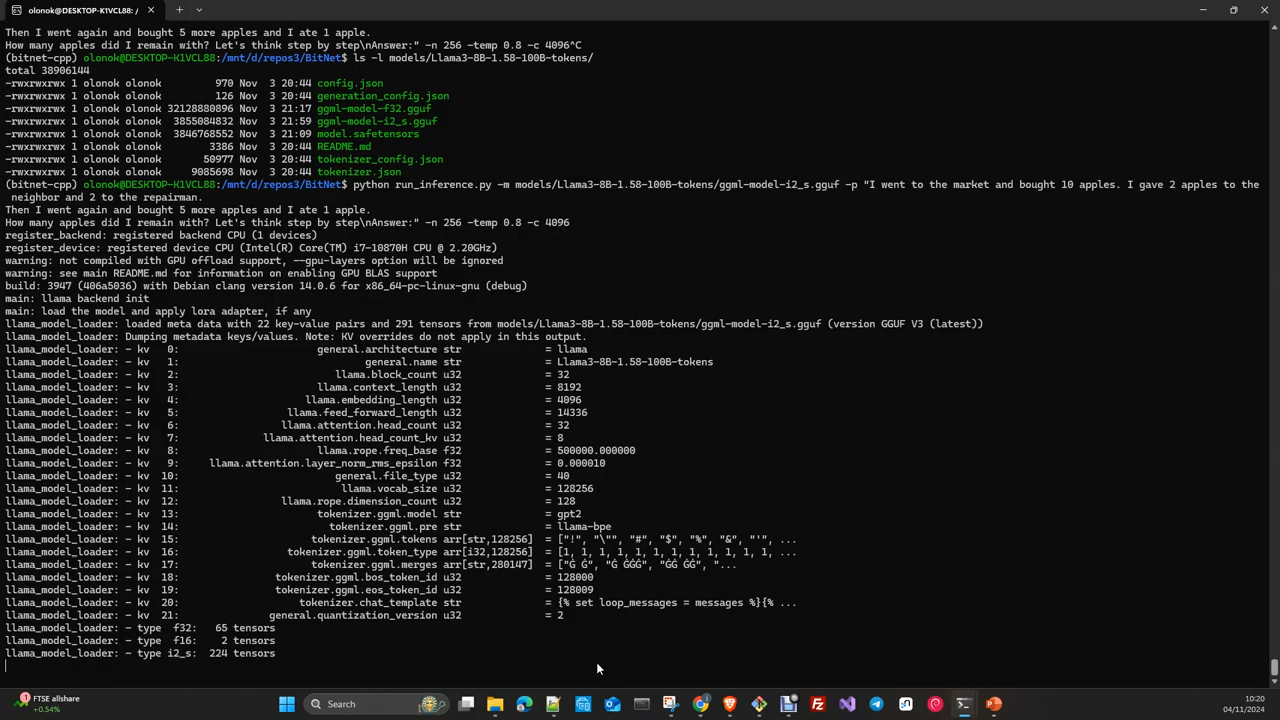 olonok@DESKTOP-K1VCL88: /
Then I went again and bought 5 more apples and I ate 1 apple.
How many apples did I remain with? Let's think step by step\nAnswer:" -n 256 -temp 0.8 -c 4096^C
(bitnet-cpp) olonok@DESKTOP-K1VCL88:/mnt/d/repos3/BitNet$ ls -l models/Llama3-8B-1.58-100B-tokens/
total 38906144
-rwxrwxrwx 1 olonok olonok 970 Nov 3 20:44 config.json
-rwxrwxrwx 1 olonok olonok 126 Nov 3 20:44 generation_config.json
-rwxrwxrwx 1 olonok olonok 32128880896 Nov 3 21:17 ggml-model-f32.gguf
-rwxrwxrwx 1 olonok olonok 3855084832 Nov 3 21:59 ggml-model-i2_s.gguf
-rwxrwxrwx 1 olonok olonok 3846768552 Nov 3 21:09 model.safetensors
-rwxrwxrwx 1 olonok olonok 3386 Nov 3 20:44 README.md
-rwxrwxrwx 1 olonok olonok 50977 Nov 3 20:44 tokenizer_config.json
-rwxrwxrwx 1 olonok olonok 9085698 Nov 3 20:44 tokenizer.json
(bitnet-cpp) olonok@DESKTOP-K1VCL88:/mnt/d/repos3/BitNet$ python run_inference.py -m models/Llama3-8B-1.58-100B-tokens/ggml-model-i2_s.gguf -p "I went to the market and bought 10 apples. I gave 2 apples to the
neighbor and 2 to the repairman.
Then I went again and bought 5 more apples and I ate 1 apple.
How many apples did I remain with? Let's think step by step\nAnswer:" -n 256 -temp 0.8 -c 4096
register_backend: registered backend CPU (1 devices)
register_device: registered device CPU (Intel(R) Core(TM) i7-10870H CPU @ 2.20GHz)
warning: not compiled with GPU offload support, --gpu-layers option will be ignored
warning: see main README.md for information on enabling GPU BLAS support
build: 3947 (406a5036) with Debian clang version 14.0.6 for x86_64-pc-linux-gnu (debug)
main: llama backend init
main: load the model and apply lora adapter, if any
llama_model_loader: loaded meta data with 22 key-value pairs and 291 tensors from models/Llama3-8B-1.58-100B-tokens/ggml-model-i2_s.gguf (version GGUF V3 (latest))
llama_model_loader: Dumping metadata keys/values. Note: KV overrides do not apply in this output.
llama_model_loader: - kv 0: general.architecture str = llama
llama_model_loader: - kv 1: general.name str = Llama3-8B-1.58-100B-tokens
llama_model_loader: - kv 2: llama.block_count u32 = 32
llama_model_loader: - kv 3: llama.context_length u32 = 8192
llama_model_loader: - kv 4: llama.embedding_length u32 = 4096
llama_model_loader: - kv 5: llama.feed_forward_length u32 = 14336
llama_model_loader: - kv 6: llama.attention.head_count u32 = 32
llama_model_loader: - kv 7: llama.attention.head_count_kv u32 = 8
llama_model_loader: - kv 8: llama.rope.freq_base f32 = 500000.000000
llama_model_loader: - kv 9: llama.attention.layer_norm_rms_epsilon f32 = 0.000010
llama_model_loader: - kv 10: general.file_type u32 = 40
llama_model_loader: - kv 11: llama.vocab_size u32 = 128256
llama_model_loader: - kv 12: llama.rope.dimension_count u32 = 128
llama_model_loader: - kv 13: tokenizer.ggml.model str = gpt2
llama_model_loader: - kv 14: tokenizer.ggml.pre str = llama-bpe
llama_model_loader: - kv 15: tokenizer.ggml.tokens arr[str,128256] = ["!", "\"", "#", "$", "%", "&", "'", ...
llama_model_loader: - kv 16: tokenizer.ggml.token_type arr[i32,128256] = [1, 1, 1, 1, 1, 1, 1, 1, 1, 1, 1, 1, ...
llama_model_loader: - kv 17: tokenizer.ggml.merges arr[str,280147] = ["Ġ Ġ", "Ġ ĠĠĠ", "ĠĠ ĠĠ", "...
llama_model_loader: - kv 18: tokenizer.ggml.bos_token_id u32 = 128000
llama_model_loader: - kv 19: tokenizer.ggml.eos_token_id u32 = 128009
llama_model_loader: - kv 20: tokenizer.chat_template str = {% set loop_messages = messages %}{% ...
llama_model_loader: - kv 21: general.quantization_version u32 = 2
llama_model_loader: - type f32: 65 tensors
llama_model_loader: - type f16: 2 tensors
llama_model_loader: - type i2_s: 224 tensors
1
FTSE allshare
+0.54%
Search
10:20
04/11/2024